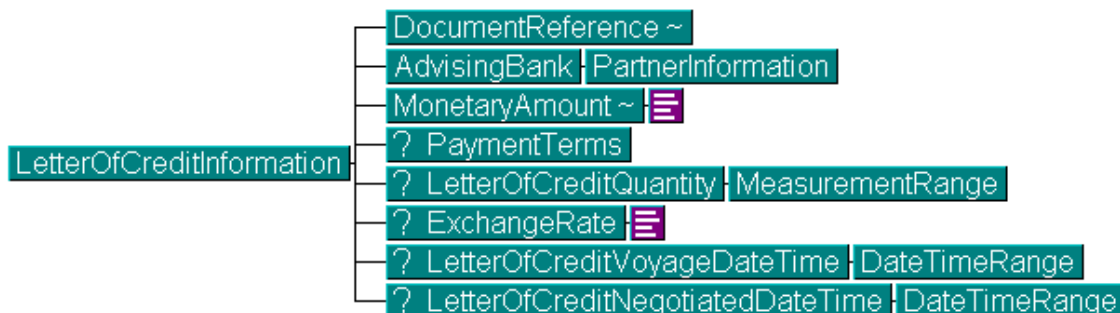 DocumentReference ~
AdvisingBank PartnerInformation
MonetaryAmount ~
? PaymentTerms
LetterOfCreditInformation
? LetterOfCreditQuantity MeasurementRange
? ExchangeRate
? LetterOfCreditVoyageDateTime DateTimeRange
? LetterOfCreditNegotiatedDateTime DateTimeRange